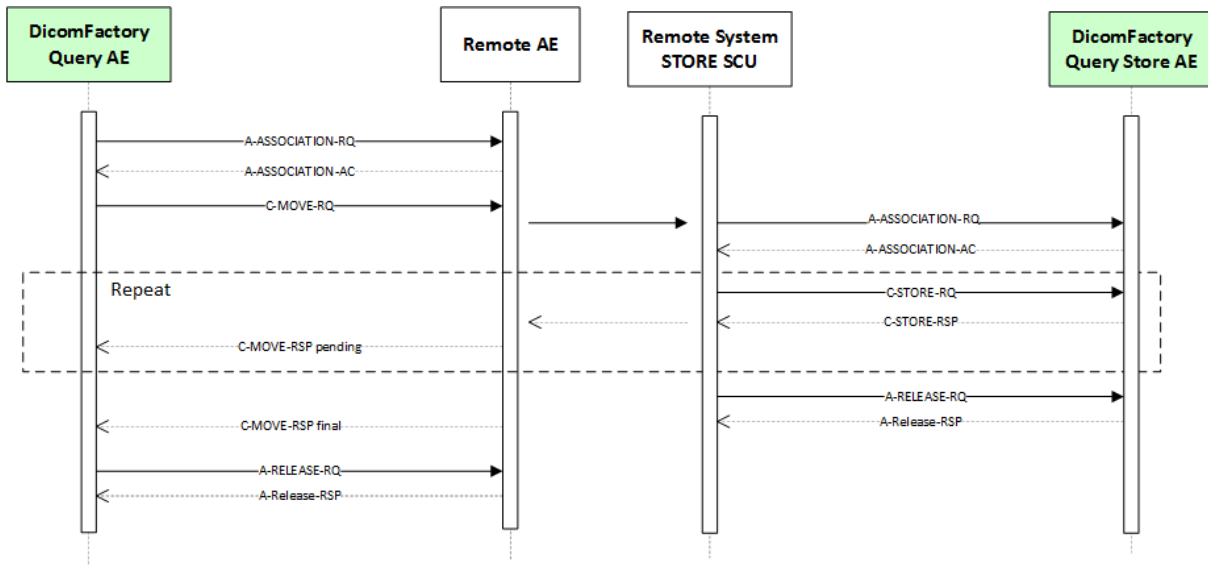 DicomFactory
Query AE
Remote AE
Remote System
STORE SCU
DicomFactory
Query Store AE
A-ASSOCIATION-RQ
A-ASSOCIATION-AC
C-MOVE-RQ
A-ASSOCIATION-RQ
A-ASSOCIATION-AC
Repeat
C-STORE-RQ
C-STORE-RSP
C-MOVE-RSP pending
A-RELEASE-RQ
A-Release-RSP
C-MOVE-RSP final
A-RELEASE-RQ
A-Release-RSP